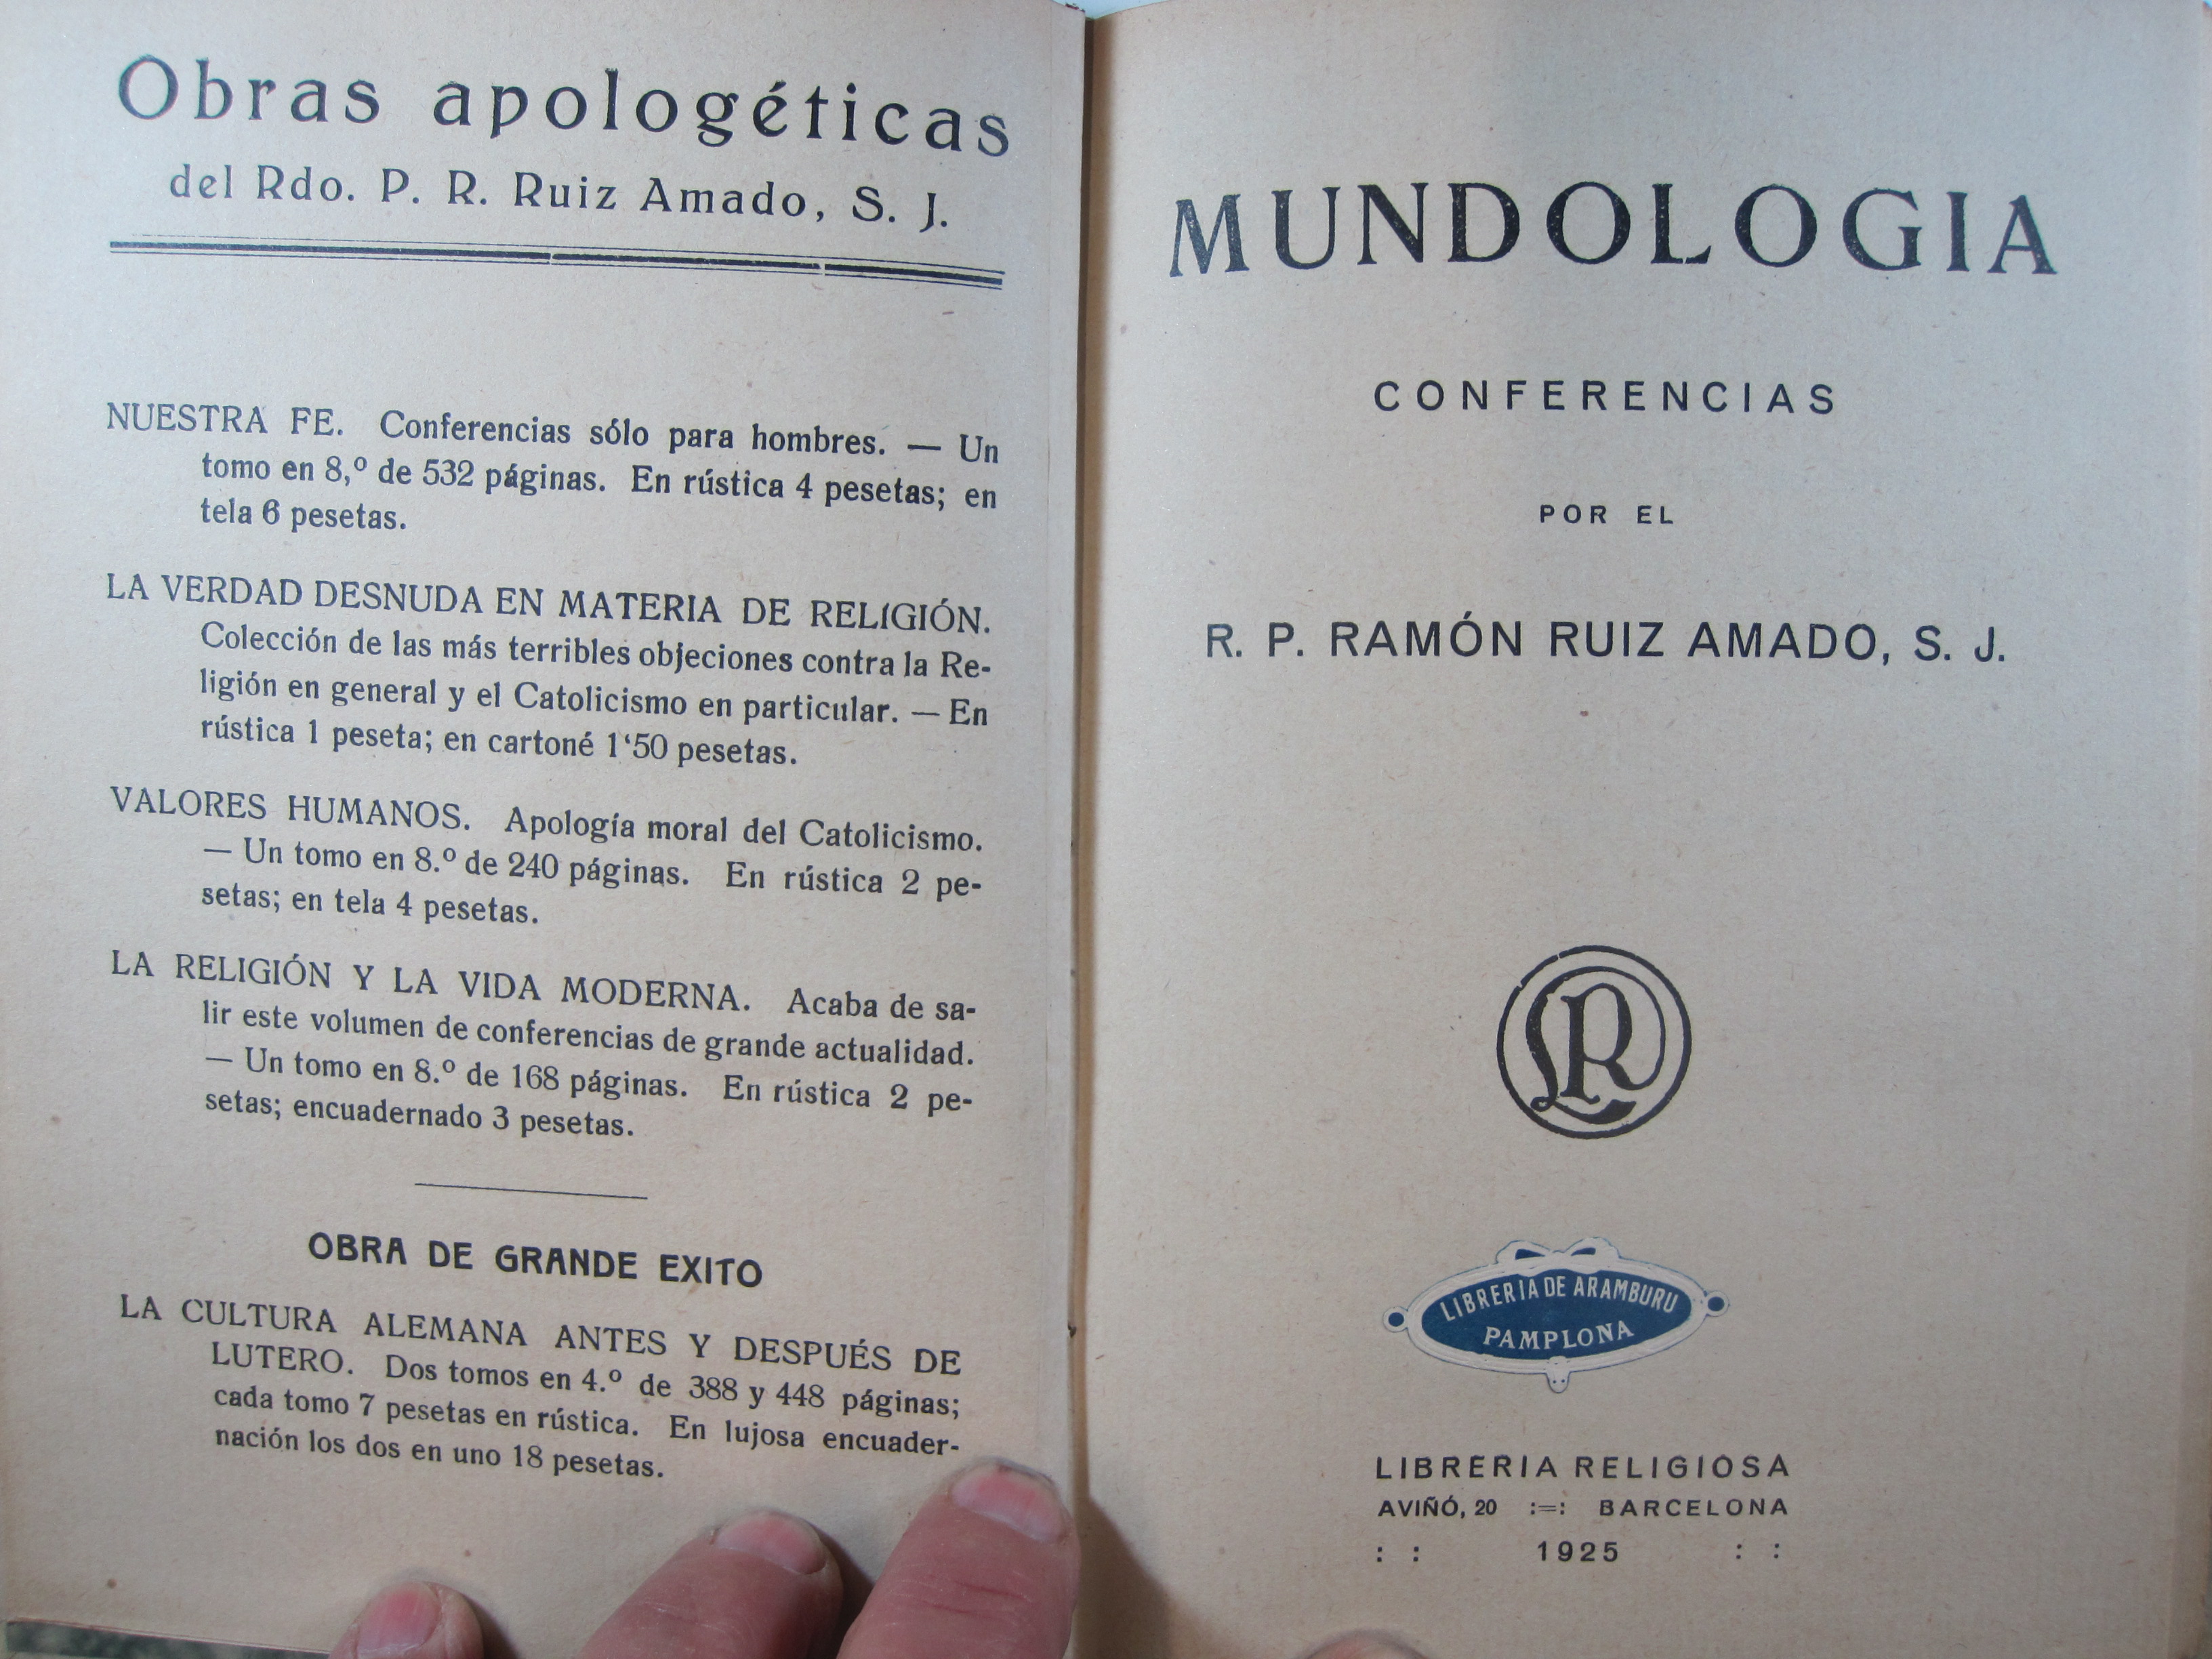 Obras apologéticas
del Rdo. P. R. Ruiz Amado, S. J.
NUESTRA FE. Conferencias sólo para hombres. — Un
tomo en 8,º de 532 páginas. En rústica 4 pesetas; en
tela 6 pesetas.
LA VERDAD DESNUDA EN MATERIA DE RELIGIÓN.
Colección de las más terribles objeciones contra la Re-
ligión en general y el Catolicismo en particular. — En
rústica 1 peseta; en cartoné 1‘50 pesetas.
VALORES HUMANOS. Apología moral del Catolicismo.
— Un tomo en 8.º de 240 páginas. En rústica 2 pe-
setas; en tela 4 pesetas.
LA RELIGIÓN Y LA VIDA MODERNA. Acaba de sa-
lir este volumen de conferencias de grande actualidad.
— Un tomo en 8.º de 168 páginas. En rústica 2 pe-
setas; encuadernado 3 pesetas.
OBRA DE GRANDE EXITO
LA CULTURA ALEMANA ANTES Y DESPUÉS DE
LUTERO. Dos tomos en 4.º de 388 y 448 páginas;
cada tomo 7 pesetas en rústica. En lujosa encuader-
nación los dos en uno 18 pesetas.
MUNDOLOGIA
CONFERENCIAS
POR EL
R. P. RAMÓN RUIZ AMADO, S. J.
LR
LIBRERIA DE ARAMBURU
PAMPLONA
LIBRERIA RELIGIOSA
AVIÑÓ, 20 :=: BARCELONA
: : 1925 : :